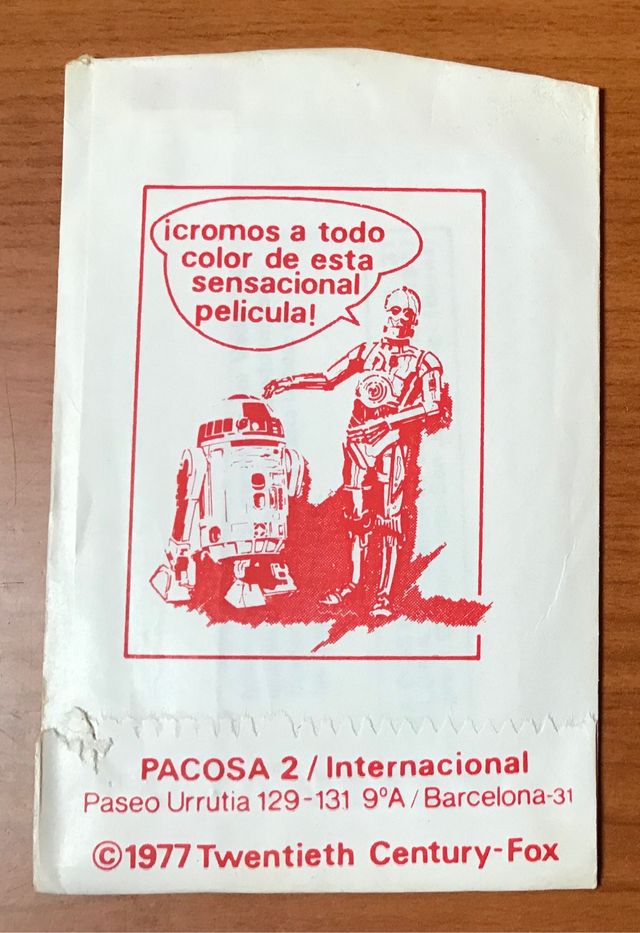 ¡cromos a todo
color de esta
sensacional
pelicula!
PACOSA 2 / Internacional
Paseo Urrutia 129-131 9ºA / Barcelona-31
©1977 Twentieth Century-Fox